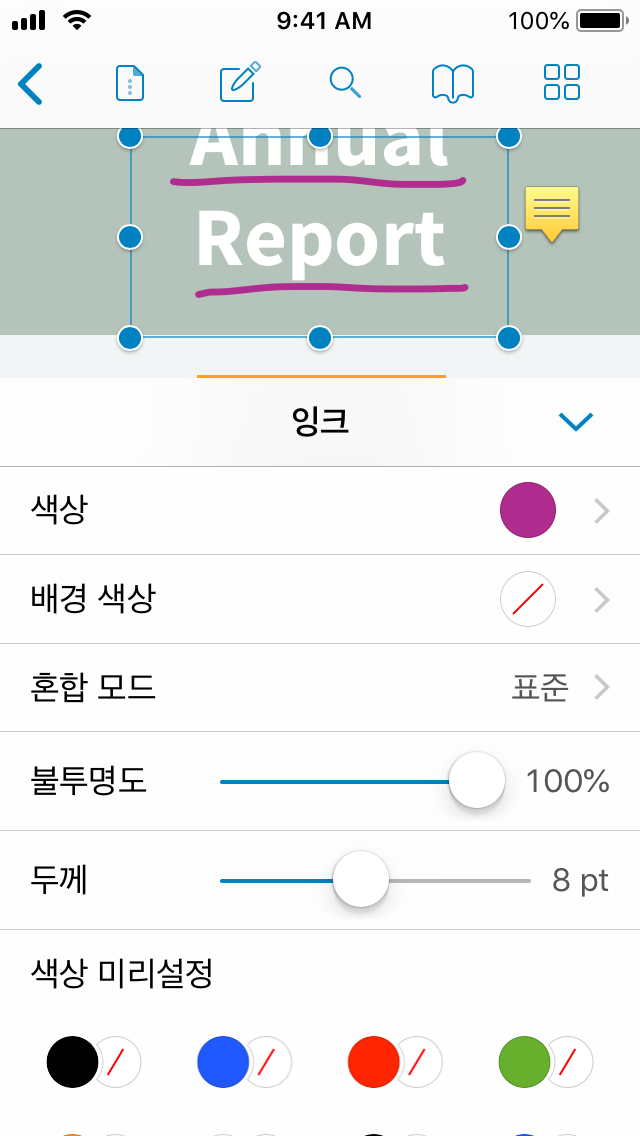 9:41 AM
100%
Annual
Report
잉크
색상
배경 색상
혼합 모드 표준
불투명도 100%
두께 8 pt
색상 미리설정